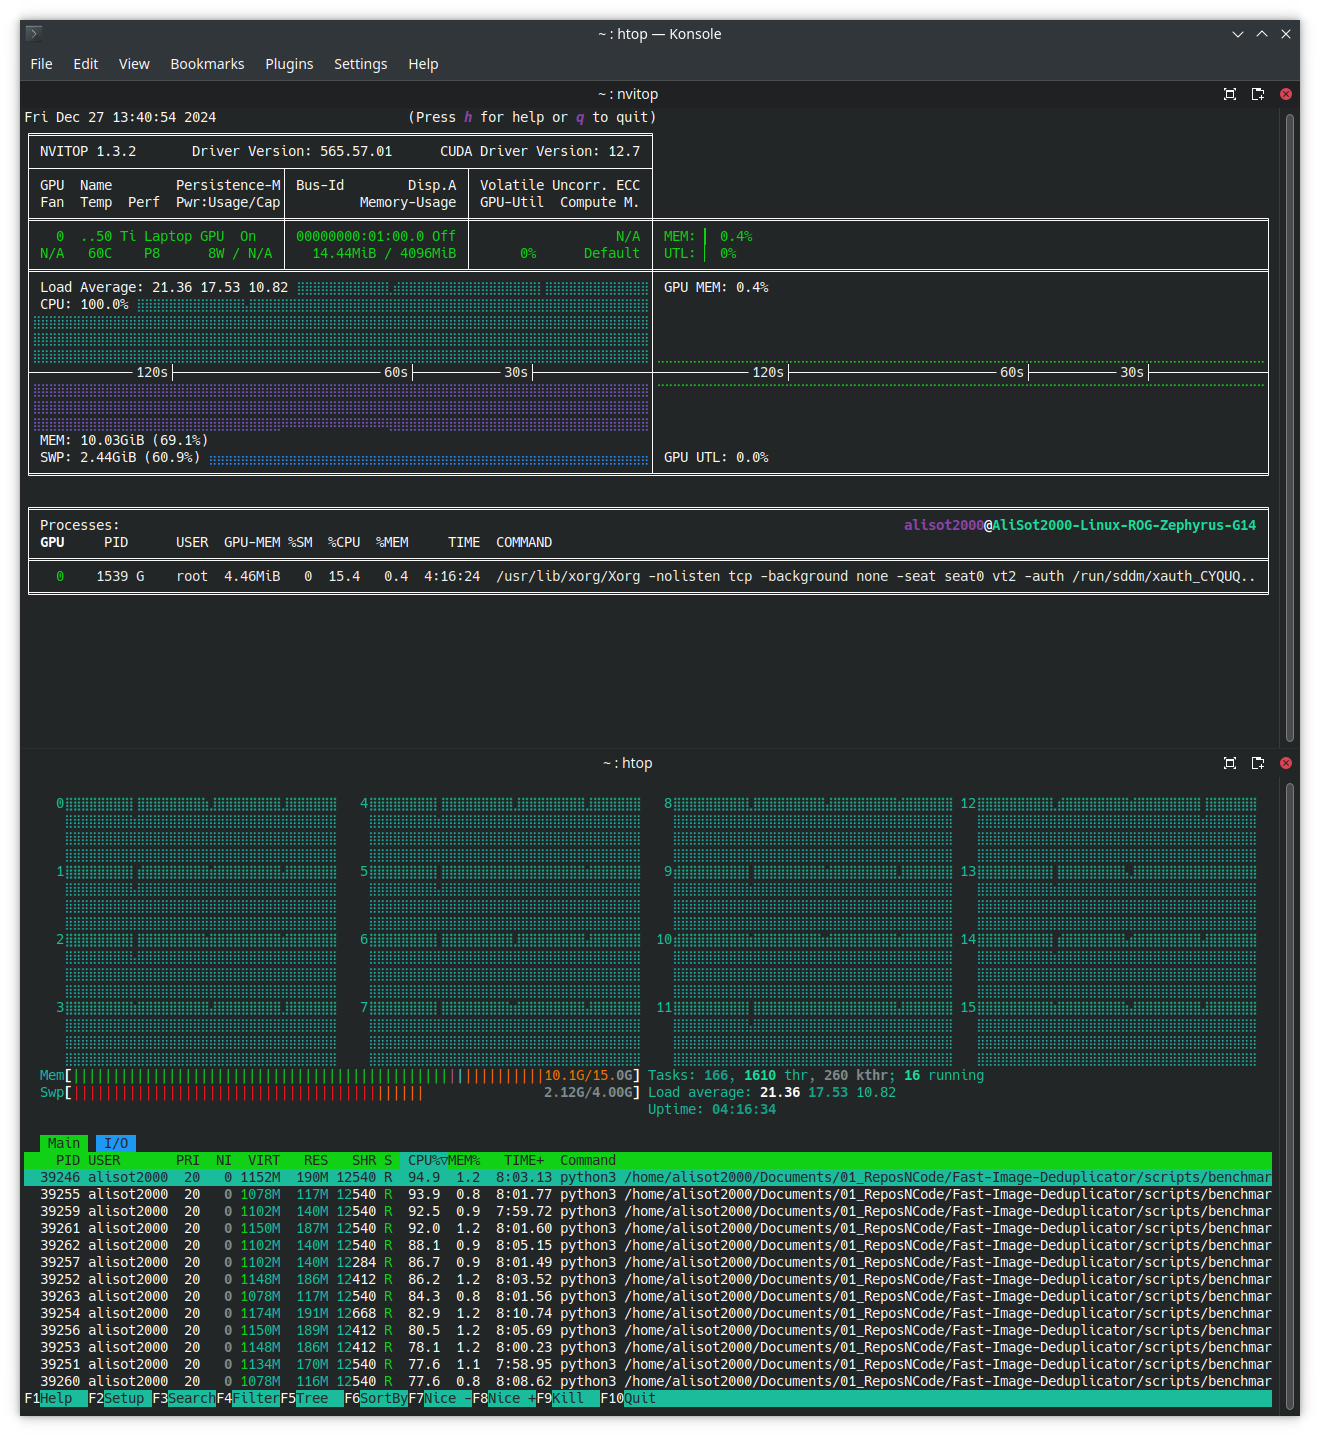 ~ : htop — Konsole
File Edit View Bookmarks Plugins Settings Help
~ : nvitop
Fri Dec 27 13:40:54 2024 (Press h for help or q to quit)
NVITOP 1.3.2 Driver Version: 565.57.01 CUDA Driver Version: 12.7
GPU Name Persistence-M Bus-Id Disp.A Volatile Uncorr. ECC
Fan Temp Perf Pwr:Usage/Cap Memory-Usage GPU-Util Compute M.
0 ..50 Ti Laptop GPU On 00000000:01:00.0 Off N/A MEM: 0.4%
N/A 60C P8 8W / N/A 14.44MiB / 4096MiB 0% Default UTL: 0%
Load Average: 21.36 17.53 10.82 GPU MEM: 0.4%
CPU: 100.0%
120s 60s 30s 120s 60s 30s
MEM: 10.03GiB (69.1%)
SWP: 2.44GiB (60.9%) GPU UTL: 0.0%
Processes: alisot2000@AliSot2000-Linux-ROG-Zephyrus-G14
GPU PID USER GPU-MEM %SM %CPU %MEM TIME COMMAND
0 1539 G root 4.46MiB 0 15.4 0.4 4:16:24 /usr/lib/xorg/Xorg -nolisten tcp -background none -seat seat0 vt2 -auth /run/sddm/xauth_CYQUQ..
~ : htop
0 4 8 12
1 5 9 13
2 6 10 14
3 7 11 15
Mem[10.1G/15.0G] Tasks: 166, 1610 thr, 260 kthr; 16 running
Swp[2.12G/4.00G] Load average: 21.36 17.53 10.82
Uptime: 04:16:34
Main I/O
PID USER PRI NI VIRT RES SHR S CPU%▽MEM% TIME+ Command
39246 alisot2000 20 0 1152M 190M 12540 R 94.9 1.2 8:03.13 python3 /home/alisot2000/Documents/01_ReposNCode/Fast-Image-Deduplicator/scripts/benchmar
39255 alisot2000 20 0 1078M 117M 12540 R 93.9 0.8 8:01.77 python3 /home/alisot2000/Documents/01_ReposNCode/Fast-Image-Deduplicator/scripts/benchmar
39259 alisot2000 20 0 1102M 140M 12540 R 92.5 0.9 7:59.72 python3 /home/alisot2000/Documents/01_ReposNCode/Fast-Image-Deduplicator/scripts/benchmar
39261 alisot2000 20 0 1150M 187M 12540 R 92.0 1.2 8:01.60 python3 /home/alisot2000/Documents/01_ReposNCode/Fast-Image-Deduplicator/scripts/benchmar
39262 alisot2000 20 0 1102M 140M 12540 R 88.1 0.9 8:05.15 python3 /home/alisot2000/Documents/01_ReposNCode/Fast-Image-Deduplicator/scripts/benchmar
39257 alisot2000 20 0 1102M 140M 12284 R 86.7 0.9 8:01.49 python3 /home/alisot2000/Documents/01_ReposNCode/Fast-Image-Deduplicator/scripts/benchmar
39252 alisot2000 20 0 1148M 186M 12412 R 86.2 1.2 8:03.52 python3 /home/alisot2000/Documents/01_ReposNCode/Fast-Image-Deduplicator/scripts/benchmar
39263 alisot2000 20 0 1078M 117M 12540 R 84.3 0.8 8:01.56 python3 /home/alisot2000/Documents/01_ReposNCode/Fast-Image-Deduplicator/scripts/benchmar
39254 alisot2000 20 0 1174M 191M 12668 R 82.9 1.2 8:10.74 python3 /home/alisot2000/Documents/01_ReposNCode/Fast-Image-Deduplicator/scripts/benchmar
39256 alisot2000 20 0 1150M 189M 12412 R 80.5 1.2 8:05.69 python3 /home/alisot2000/Documents/01_ReposNCode/Fast-Image-Deduplicator/scripts/benchmar
39253 alisot2000 20 0 1148M 186M 12412 R 78.1 1.2 8:00.23 python3 /home/alisot2000/Documents/01_ReposNCode/Fast-Image-Deduplicator/scripts/benchmar
39251 alisot2000 20 0 1134M 170M 12540 R 77.6 1.1 7:58.95 python3 /home/alisot2000/Documents/01_ReposNCode/Fast-Image-Deduplicator/scripts/benchmar
39260 alisot2000 20 0 1078M 116M 12540 R 77.6 0.8 8:08.62 python3 /home/alisot2000/Documents/01_ReposNCode/Fast-Image-Deduplicator/scripts/benchmar
F1Help F2Setup F3SearchF4FilterF5Tree F6SortByF7Nice -F8Nice +F9Kill F10Quit